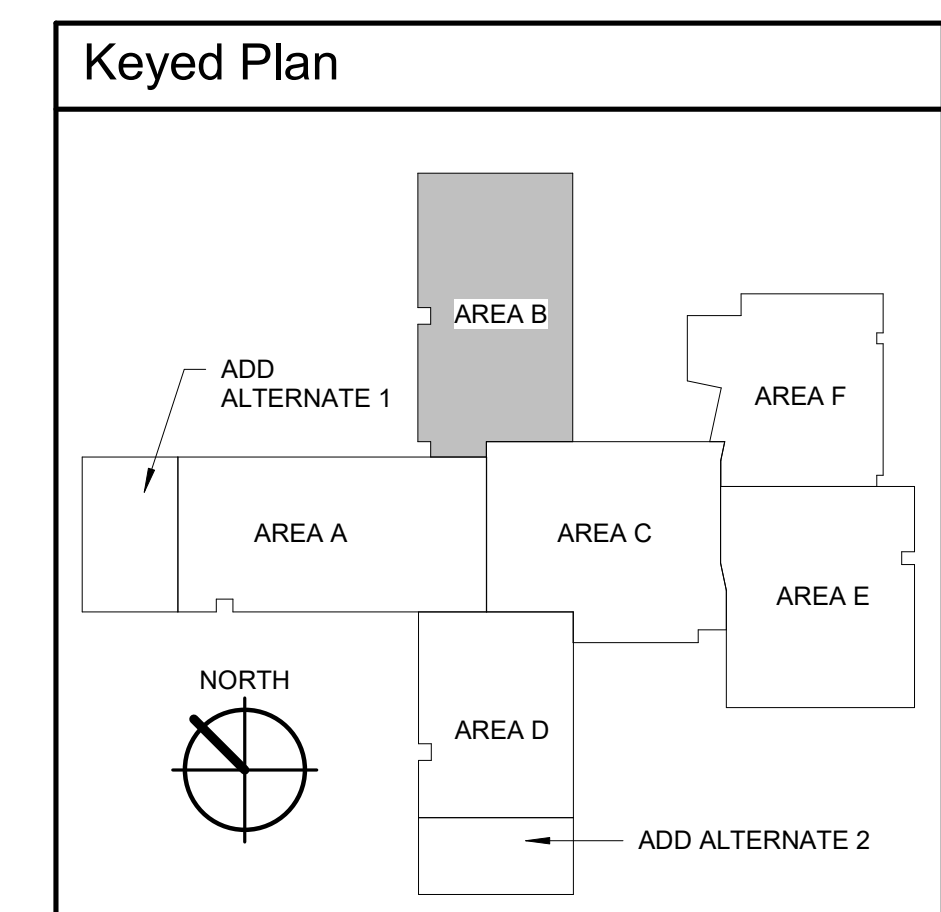 Keyed Plan
AREA B
ADD
ALTERNATE 1
AREA F
AREA A
AREA C
AREA E
NORTH
AREA D
ADD ALTERNATE 2